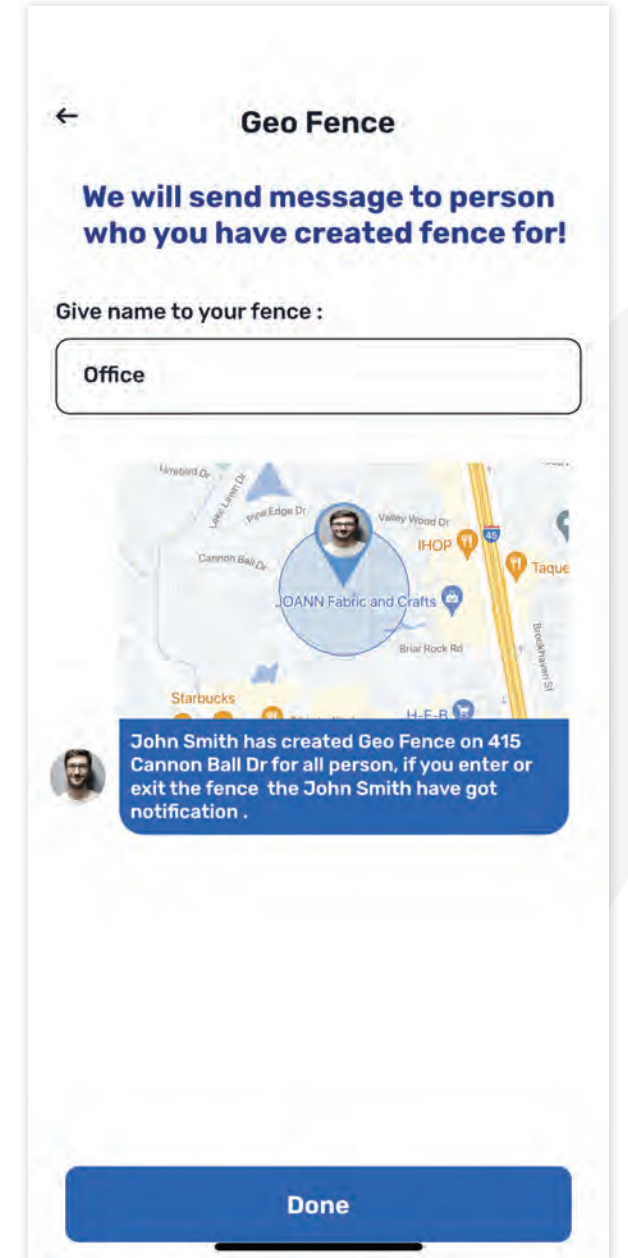 ←
Geo Fence
We will send message to person
who you have created fence for!
Give name to your fence :
Office
Lake Lawn Dr
Pine Edge Dr
Valley Wood Dr
45
IHOP
Cannon Ball Dr
Taque
JOANN Fabric and Crafts
Briar Rock Rd
Brookhaven St
Starbucks
H-E-B
John Smith has created Geo Fence on 415
Cannon Ball Dr for all person, if you enter or
exit the fence the John Smith have got
notification .
Done